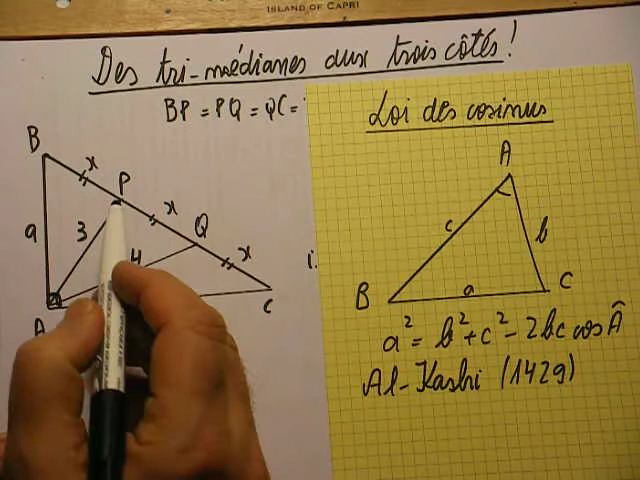 ISLAND OF CAPRI
Des tri-médianes aux trois côtés!
BP = PQ = QC =
Loi des cosinus
B
x
P
a
3
x
Q
4
x
A
C
i.
A
c
b
B
a
C
a² = b² + c² - 2bc cos Â
Al-Kashi (1429)